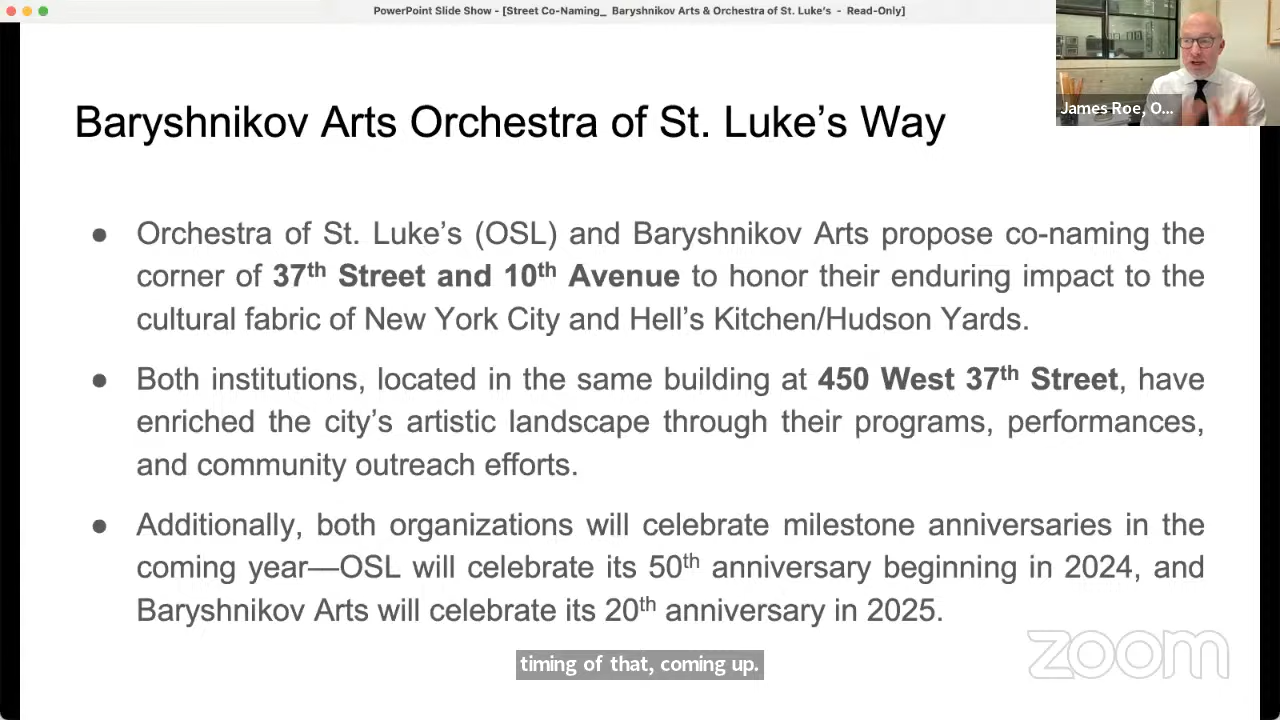 PowerPoint Slide Show - [Street Co-Naming_ Baryshnikov Arts & Orchestra of St. Luke's - Read-Only]
James Roe, O...
Baryshnikov Arts Orchestra of St. Luke's Way
● Orchestra of St. Luke's (OSL) and Baryshnikov Arts propose co-naming the
corner of 37th Street and 10th Avenue to honor their enduring impact to the
cultural fabric of New York City and Hell's Kitchen/Hudson Yards.
● Both institutions, located in the same building at 450 West 37th Street, have
enriched the city's artistic landscape through their programs, performances,
and community outreach efforts.
● Additionally, both organizations will celebrate milestone anniversaries in the
coming year—OSL will celebrate its 50th anniversary beginning in 2024, and
Baryshnikov Arts will celebrate its 20th anniversary in 2025.
zoom
timing of that, coming up.